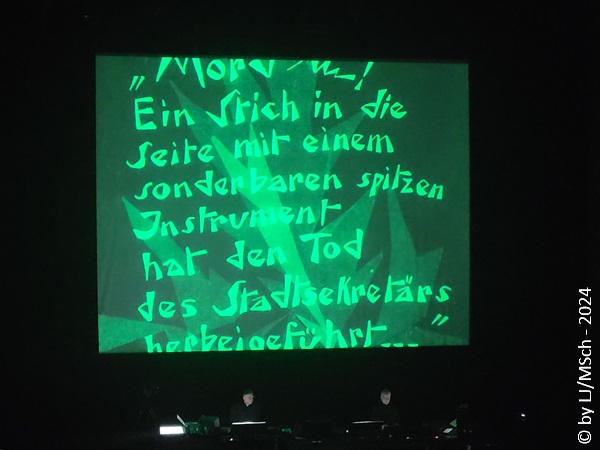 „Mord ...!
Ein Stich in die
Seite mit einem
sonderbaren spitzen
Instrument
hat den Tod
des Stadtsekretärs
herbeigeführt..."
© by LJ/MSch - 2024